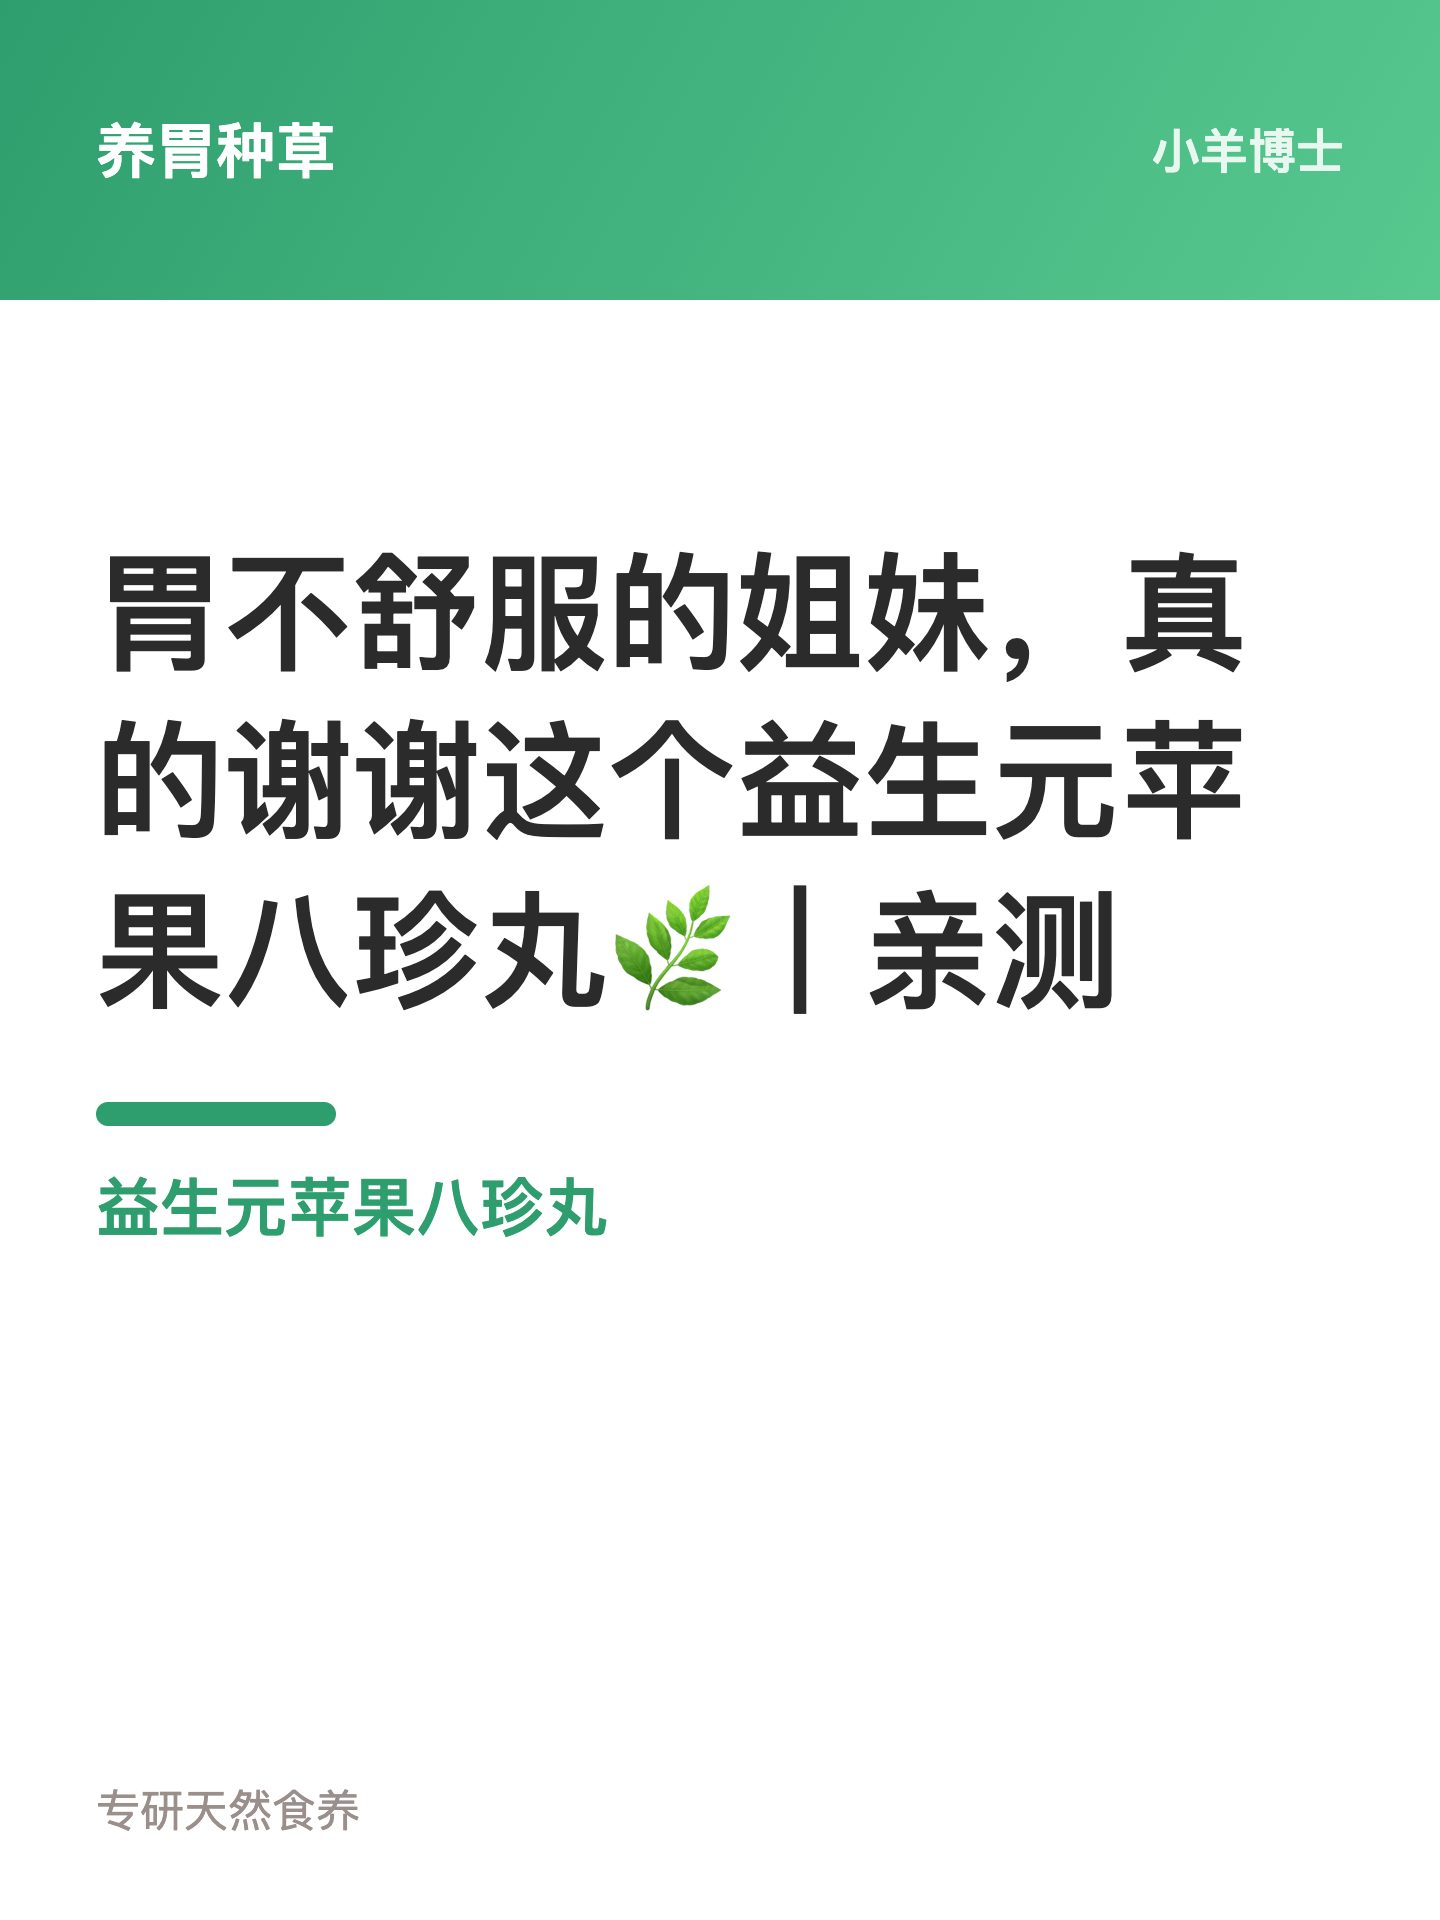 养胃种草
小羊博士
胃不舒服的姐妹，真
的谢谢这个益生元苹
果八珍丸🌿｜亲测
益生元苹果八珍丸
专研天然食养